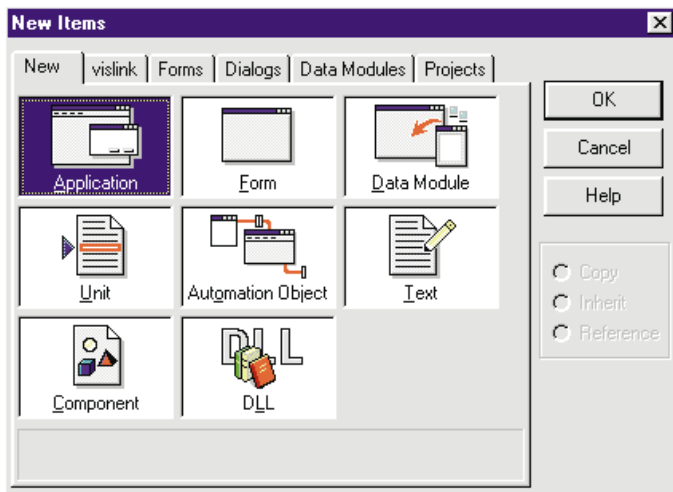 New Items
New vislink Forms Dialogs Data Modules Projects
OK
Cancel
Help
Application Form Data Module
Unit Automation Object Text
Component DLL
DLL
Copy
Inherit
Reference